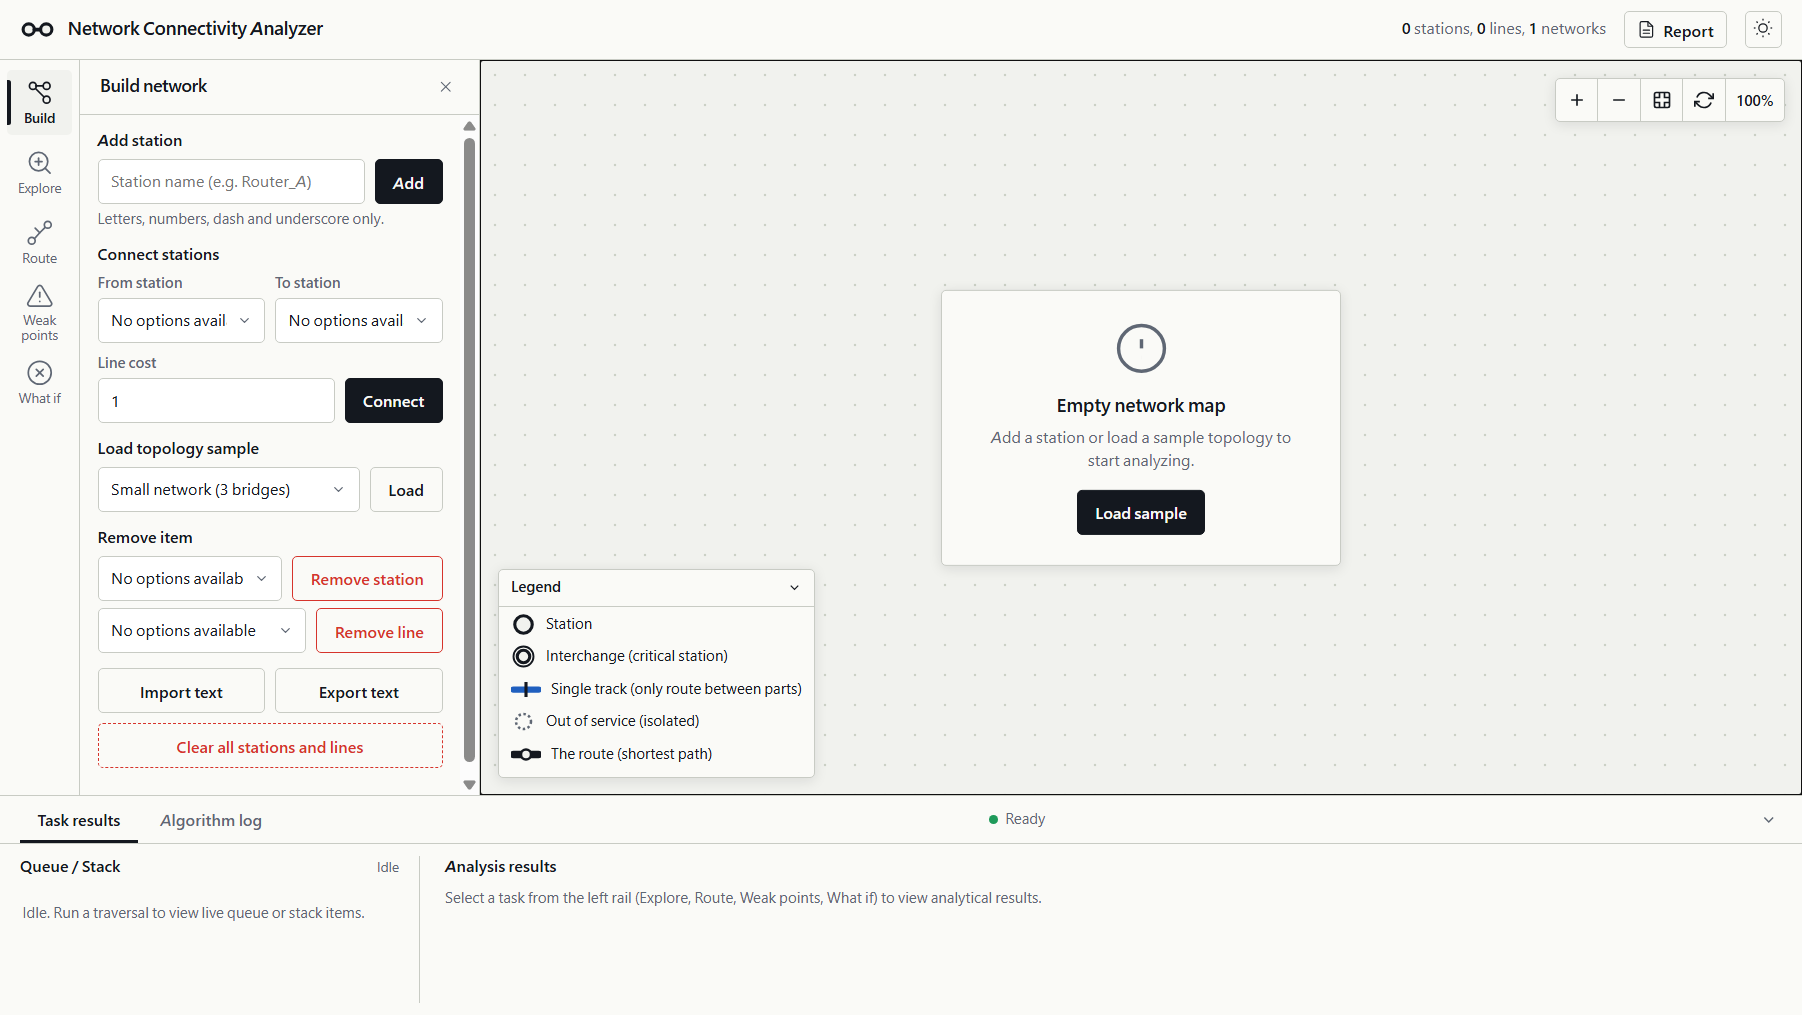 Network Connectivity Analyzer
0 stations, 0 lines, 1 networks
Report
Build
Explore
Route
Weak
points
What if
Build network
Add station
Station name (e.g. Router_A)
Add
Letters, numbers, dash and underscore only.
Connect stations
From station
To station
No options avail
No options avail
Line cost
1
Connect
Load topology sample
Small network (3 bridges)
Load
Remove item
No options availab
Remove station
No options available
Remove line
Import text
Export text
Clear all stations and lines
100%
Empty network map
Add a station or load a sample topology to
start analyzing.
Load sample
Legend
Station
Interchange (critical station)
Single track (only route between parts)
Out of service (isolated)
The route (shortest path)
Task results
Algorithm log
Ready
Queue / Stack
Idle
Idle. Run a traversal to view live queue or stack items.
Analysis results
Select a task from the left rail (Explore, Route, Weak points, What if) to view analytical results.